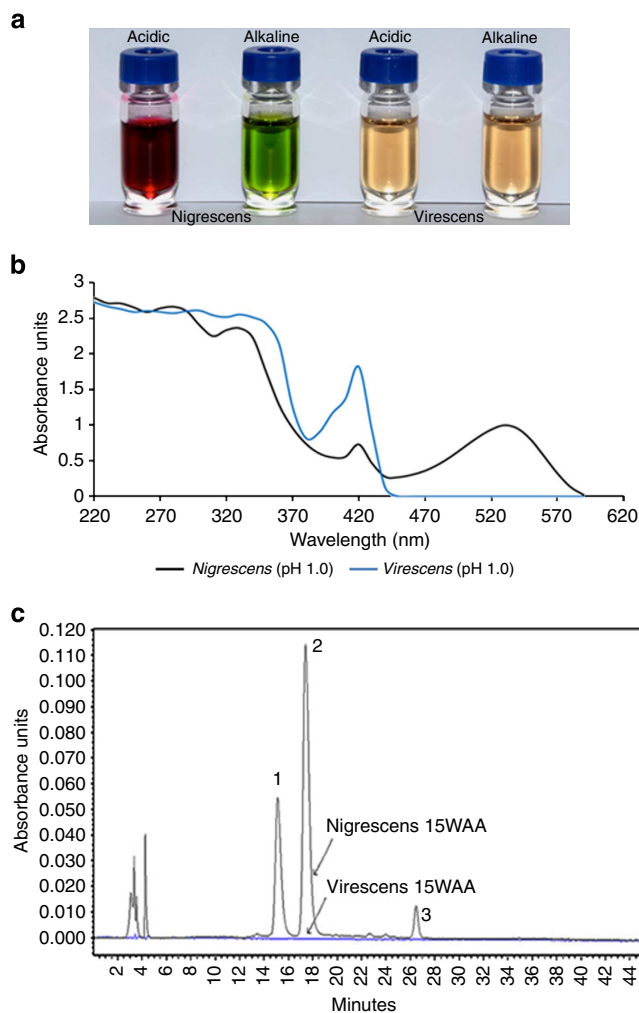 a
Acidic Alkaline Acidic Alkaline
Nigrescens Virescens
b
Absorbance units
3
2.5
2
1.5
1
0.5
0
220 270 320 370 420 470 520 570 620
Wavelength (nm)
Nigrescens (pH 1.0) Virescens (pH 1.0)
c
Absorbance units
0.120
0.110
0.100
0.090
0.080
0.070
0.060
0.050
0.040
0.030
0.020
0.010
0.000
1
2
Nigrescens 15WAA
Virescens 15WAA
3
2 4 6 8 10 12 14 16 18 20 22 24 26 28 30 32 34 36 38 40 42 44
Minutes